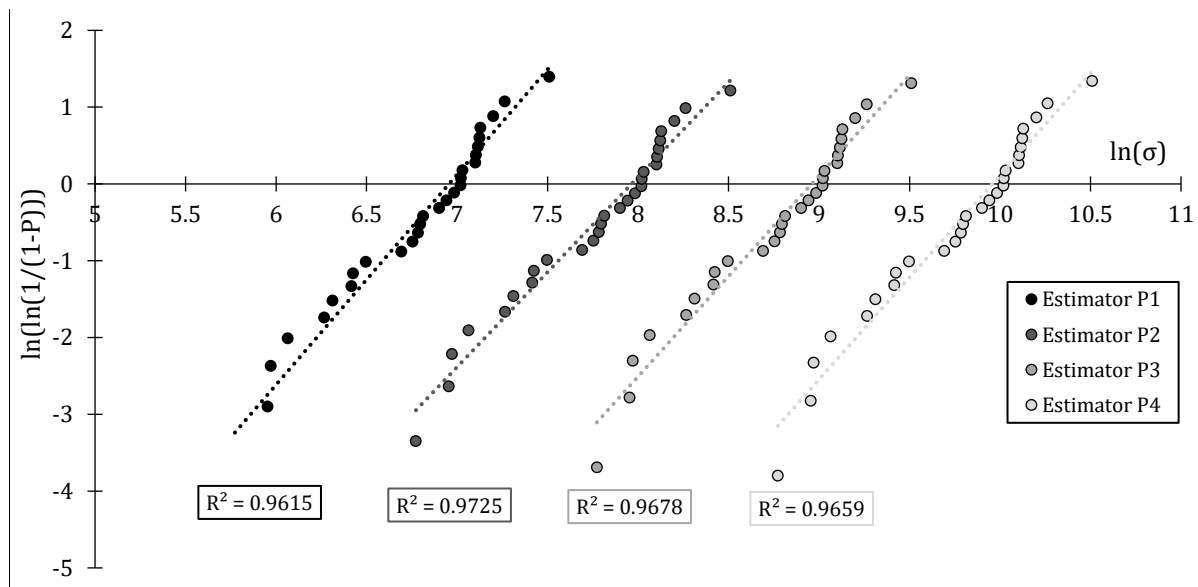 2
1
0
-1
-2
-3
-4
-5
5 5.5 6 6.5 7 7.5 8 8.5 9 9.5 10 10.5 11
ln(ln(1/(1-P)))
ln(σ)
Estimator P1
Estimator P2
Estimator P3
Estimator P4
R² = 0.9615
R² = 0.9725
R² = 0.9678
R² = 0.9659